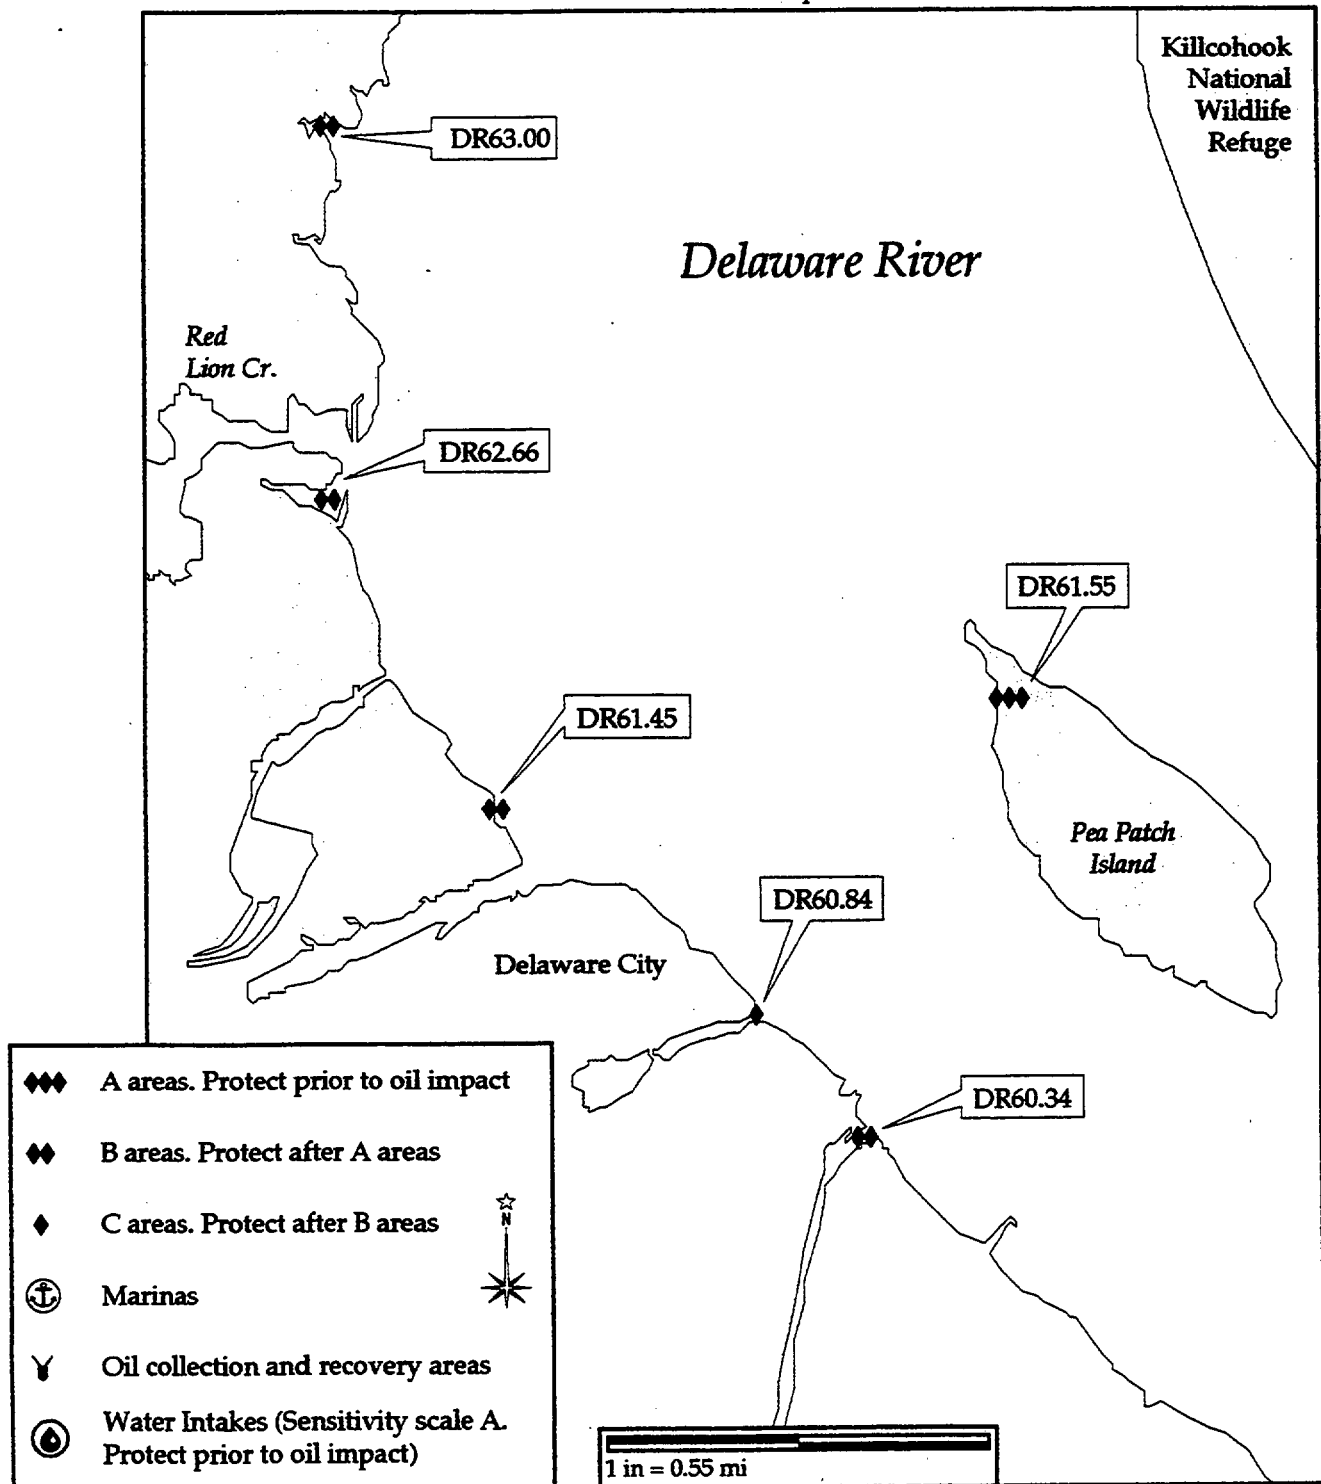 Killcohook
National
Wildlife
Refuge
DR63.00
Delaware River
Red
Lion Cr.
DR62.66
DR61.55
DR61.45
Pea Patch
Island
DR60.84
Delaware City
DR60.34
A areas. Protect prior to oil impact
B areas. Protect after A areas
C areas. Protect after B areas
N
Marinas
Oil collection and recovery areas
Water Intakes (Sensitivity scale A.
Protect prior to oil impact)
1 in = 0.55 mi